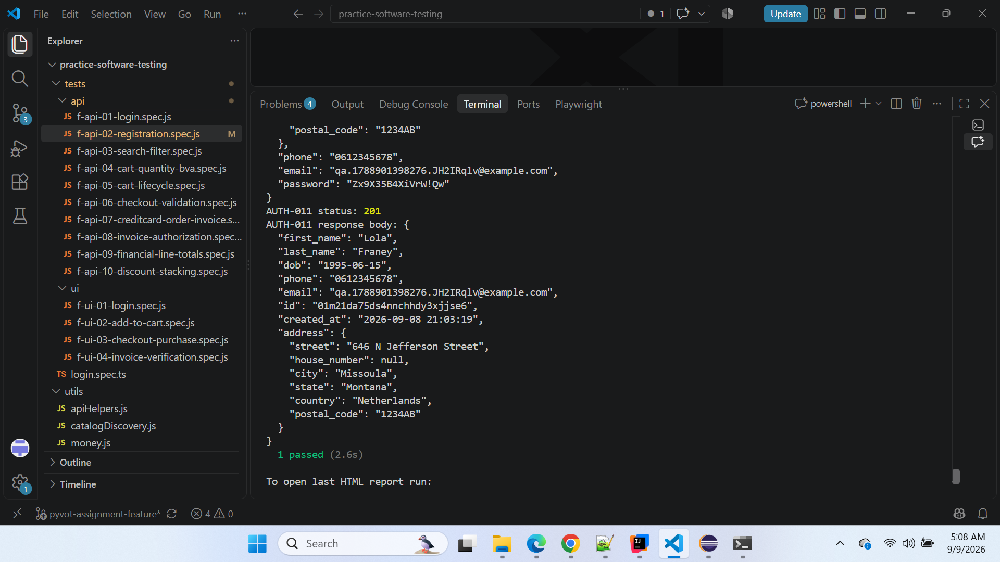 File Edit Selection View Go Run ···
practice-software-testing
1
Update
Explorer
practice-software-testing
tests
api
JS f-api-01-login.spec.js
JS f-api-02-registration.spec.js M
JS f-api-03-search-filter.spec.js
JS f-api-04-cart-quantity-bva.spec.js
JS f-api-05-cart-lifecycle.spec.js
JS f-api-06-checkout-validation.spec.js
JS f-api-07-creditcard-order-invoice.s...
JS f-api-08-invoice-authorization.spec...
JS f-api-09-financial-line-totals.spec.js
JS f-api-10-discount-stacking.spec.js
ui
JS f-ui-01-login.spec.js
JS f-ui-02-add-to-cart.spec.js
JS f-ui-03-checkout-purchase.spec.js
JS f-ui-04-invoice-verification.spec.js
TS login.spec.ts
utils
JS apiHelpers.js
JS catalogDiscovery.js
JS money.js
Outline
Timeline
3
1
Problems 4 Output Debug Console Terminal Ports Playwright
powershell
"postal_code": "1234AB"
},
"phone": "0612345678",
"email": "qa.1788901398276.JH2IRqlv@example.com",
"password": "Zx9X35B4XiVrW!Qw"
}
AUTH-011 status: 201
AUTH-011 response body: {
"first_name": "Lola",
"last_name": "Franey",
"dob": "1995-06-15",
"phone": "0612345678",
"email": "qa.1788901398276.JH2IRqlv@example.com",
"id": "01m21da75ds4nnchhdy3xjjse6",
"created_at": "2026-09-08 21:03:19",
"address": {
"street": "646 N Jefferson Street",
"house_number": null,
"city": "Missoula",
"state": "Montana",
"country": "Netherlands",
"postal_code": "1234AB"
}
}
1 passed (2.6s)
To open last HTML report run:
pyvot-assignment-feature* 4 0
Search
IJ
5:08 AM
9/9/2026